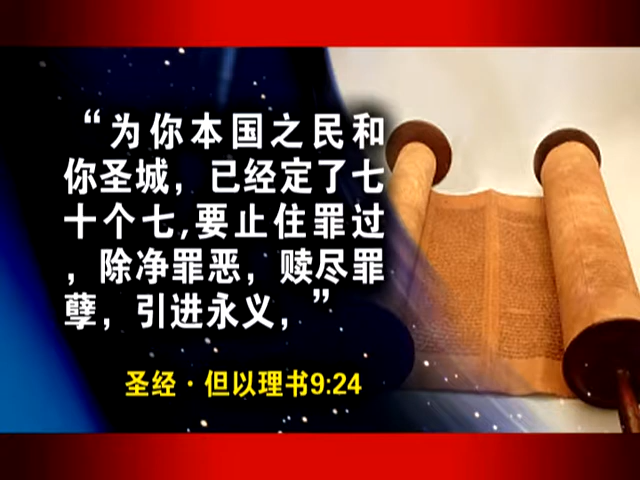 “为你本国之民和
你圣城，已经定了七
十个七,要止住罪过
，除净罪恶，赎尽罪
孽，引进永义，”
圣经·但以理书9:24